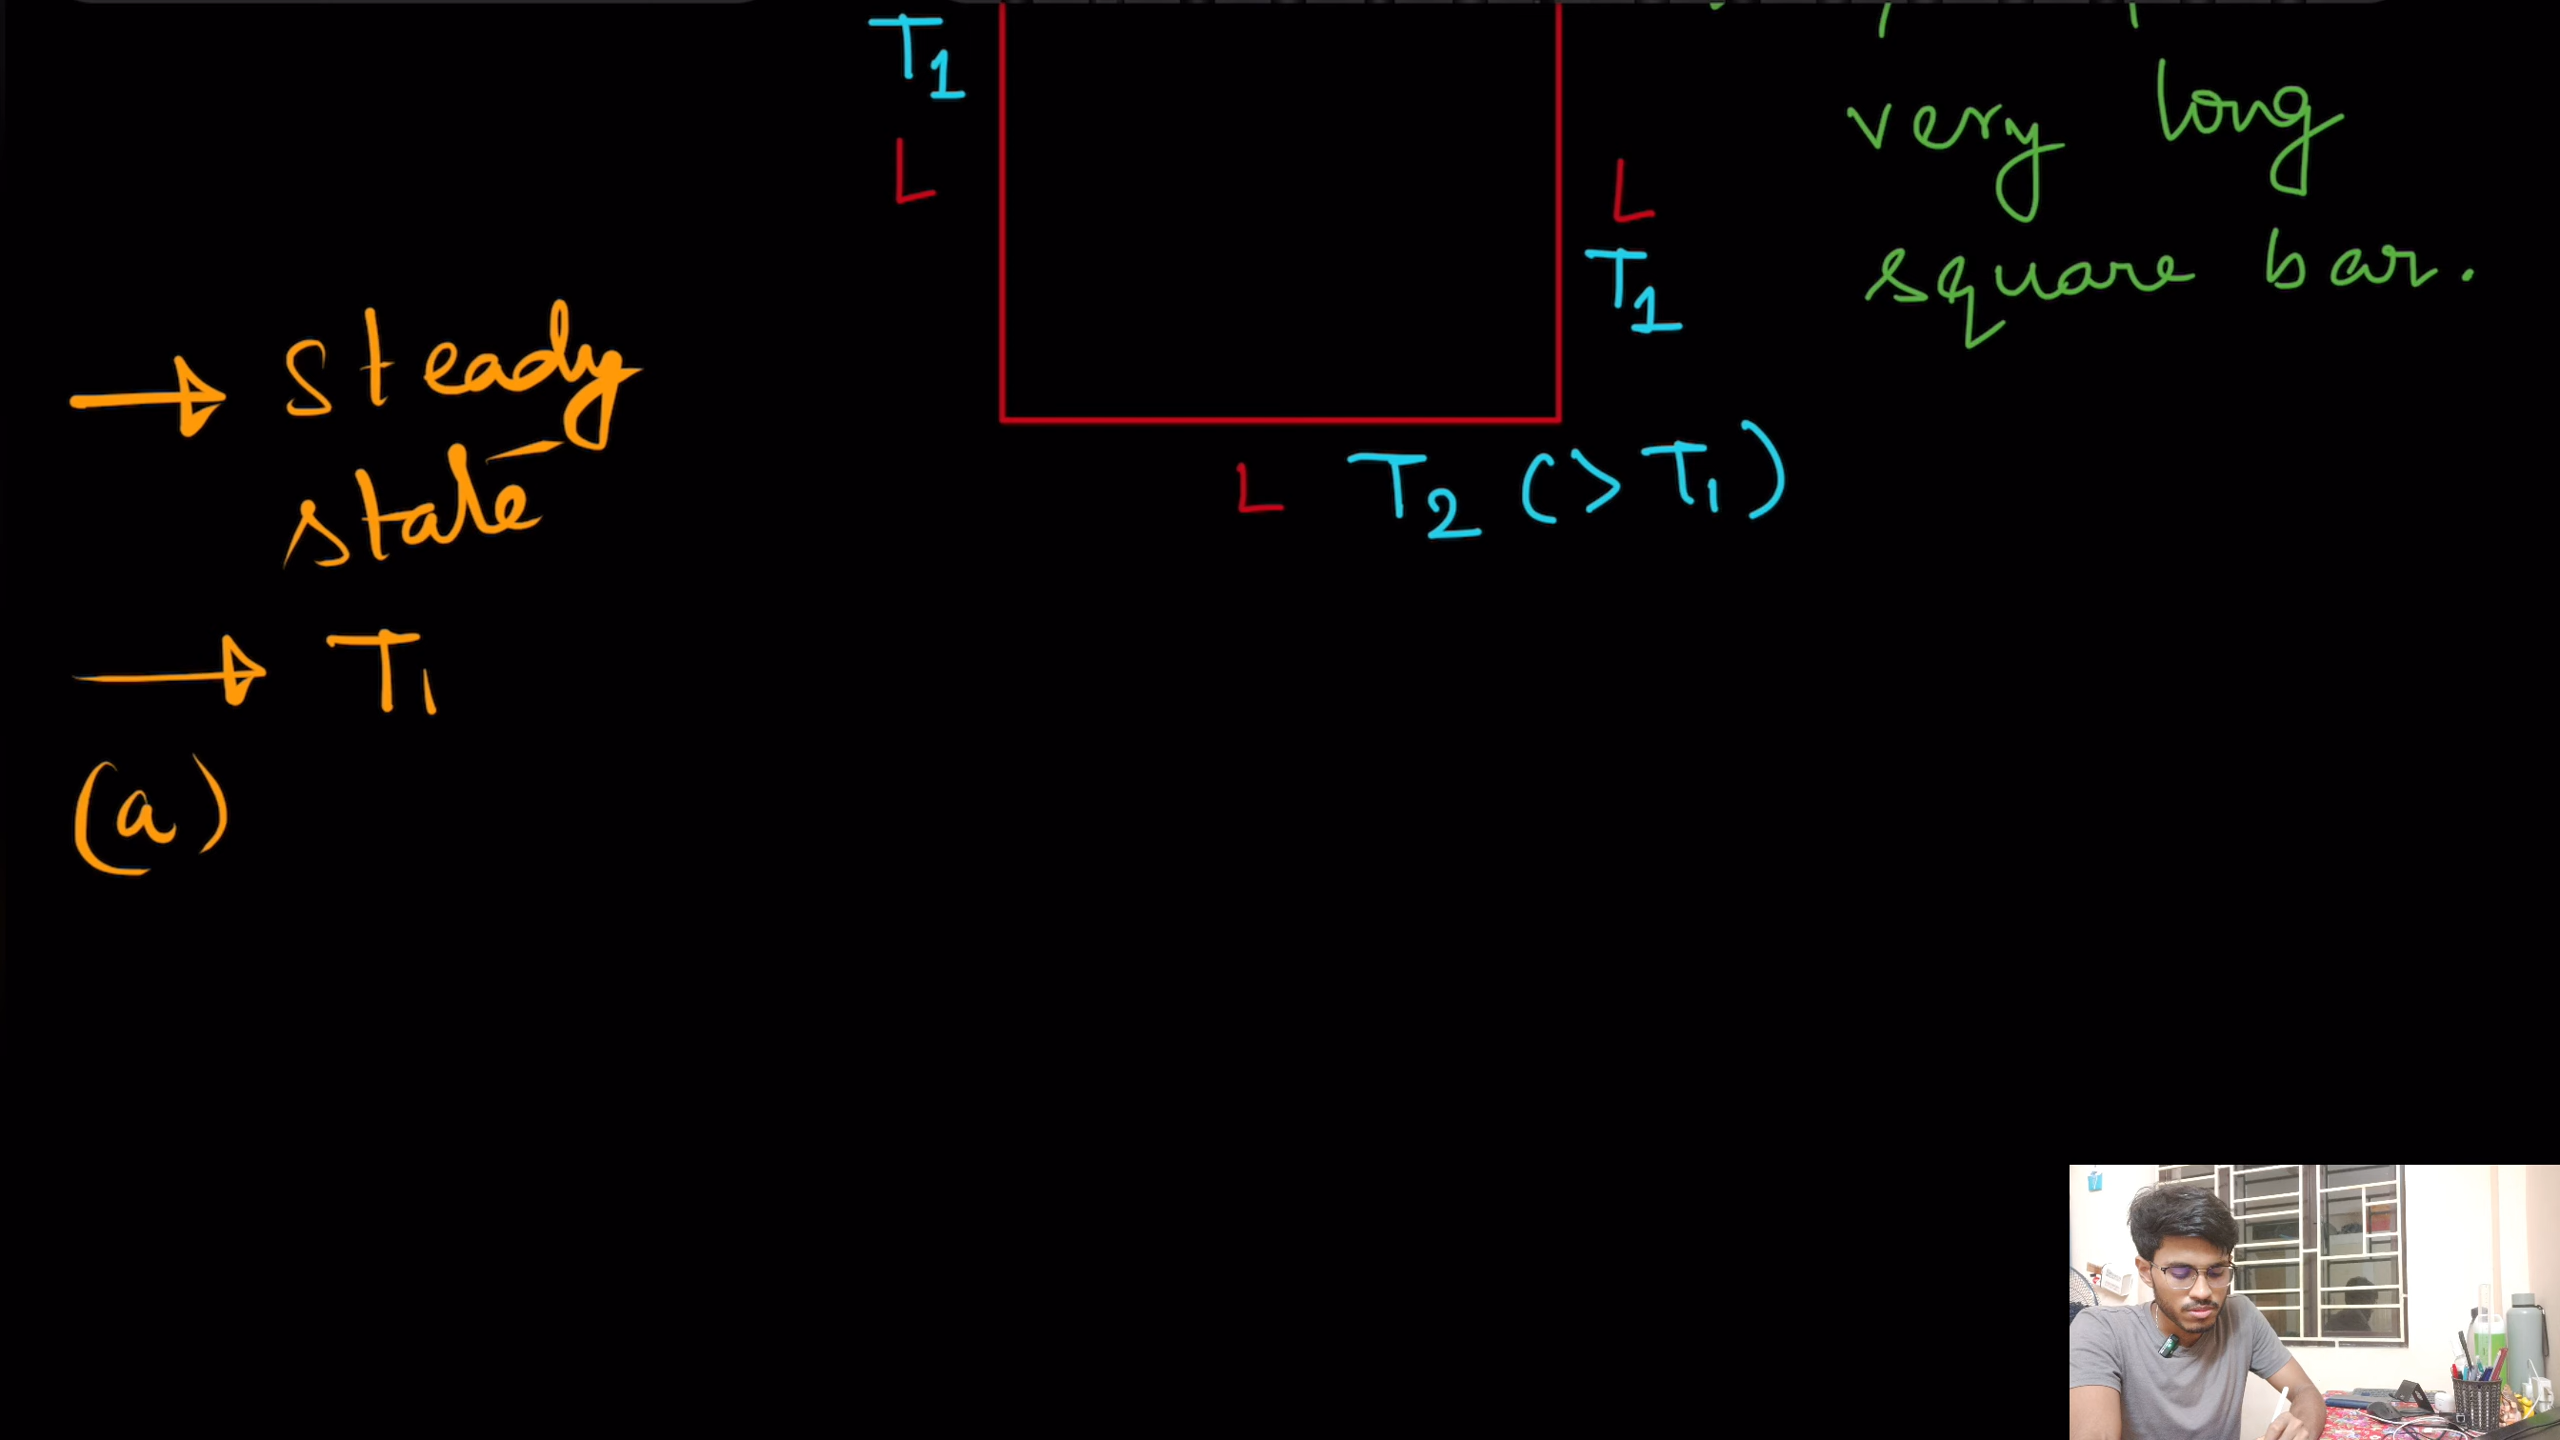 T1
L
very long
L
T1
square bar.
→ steady
state
L T2 (> T1)
→ T1
(a)